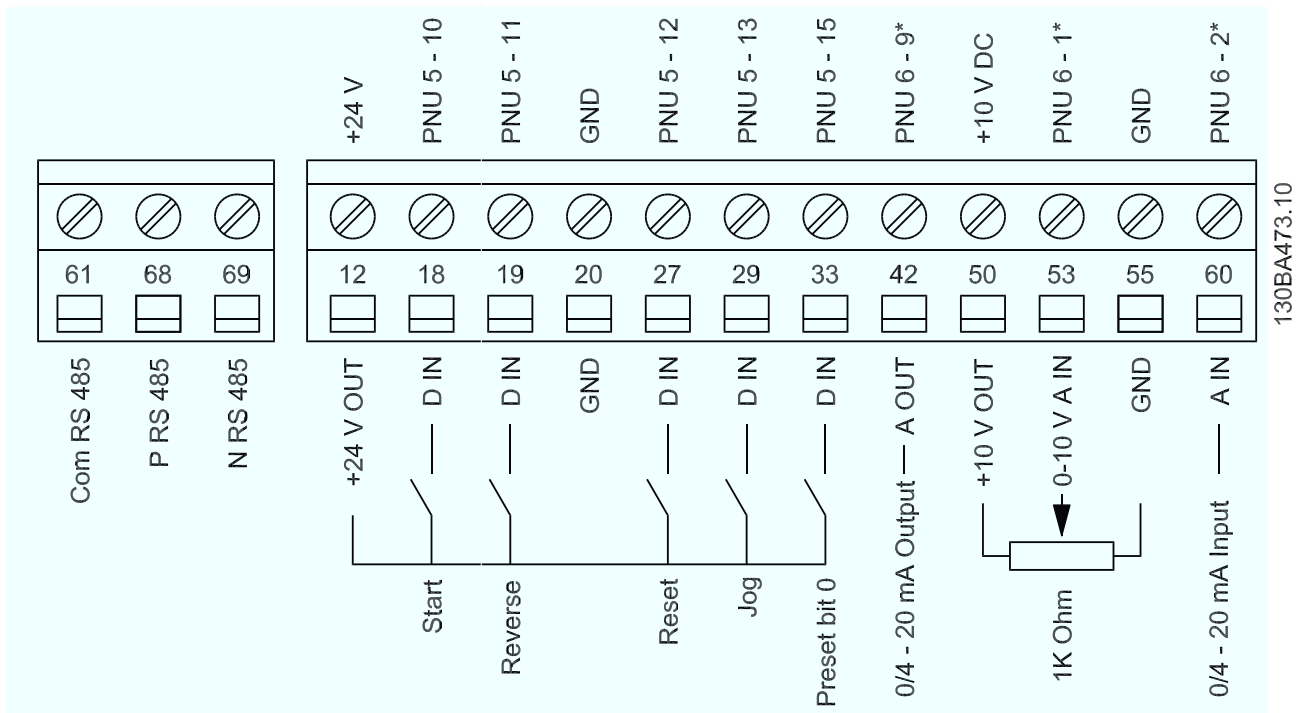 +24 V
PNU 5 - 10
PNU 5 - 11
GND
PNU 5 - 12
PNU 5 - 13
PNU 5 - 15
PNU 6 - 9*
+10 V DC
PNU 6 - 1*
GND
PNU 6 - 2*
61 68 69
12 18 19 20 27 29 33 42 50 53 55 60
Com RS 485
P RS 485
N RS 485
+24 V OUT
D IN
D IN
GND
D IN
D IN
D IN
A OUT
+10 V OUT
0-10 V A IN
GND
A IN
Start
Reverse
Reset
Jog
Preset bit 0
0/4 - 20 mA Output
1K Ohm
0/4 - 20 mA Input
130BA473.10